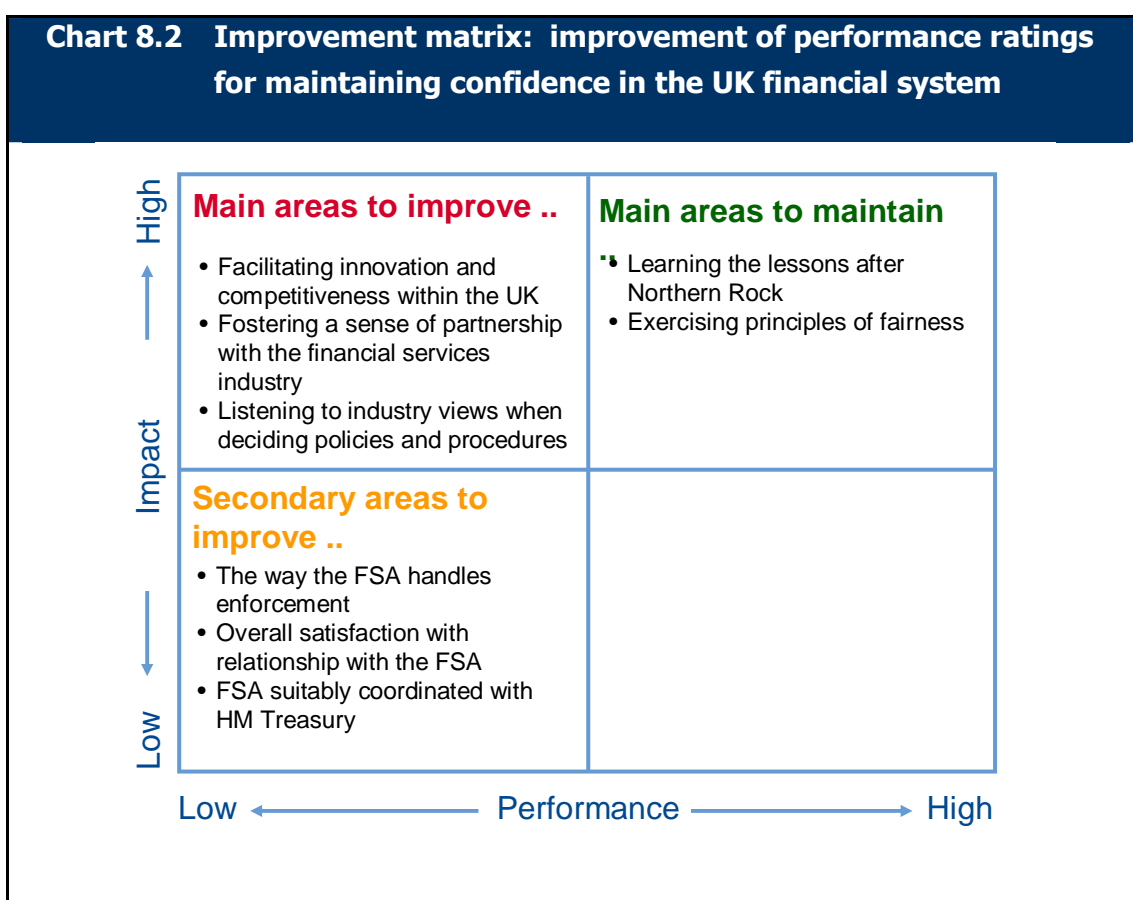 Chart 8.2 Improvement matrix: improvement of performance ratings
for maintaining confidence in the UK financial system
High
Impact
Low
Main areas to improve ..
• Facilitating innovation and
competitiveness within the UK
• Fostering a sense of partnership
with the financial services
industry
• Listening to industry views when
deciding policies and procedures
Main areas to maintain
..
• Learning the lessons after
Northern Rock
• Exercising principles of fairness
Secondary areas to
improve ..
• The way the FSA handles
enforcement
• Overall satisfaction with
relationship with the FSA
• FSA suitably coordinated with
HM Treasury
Low Performance High